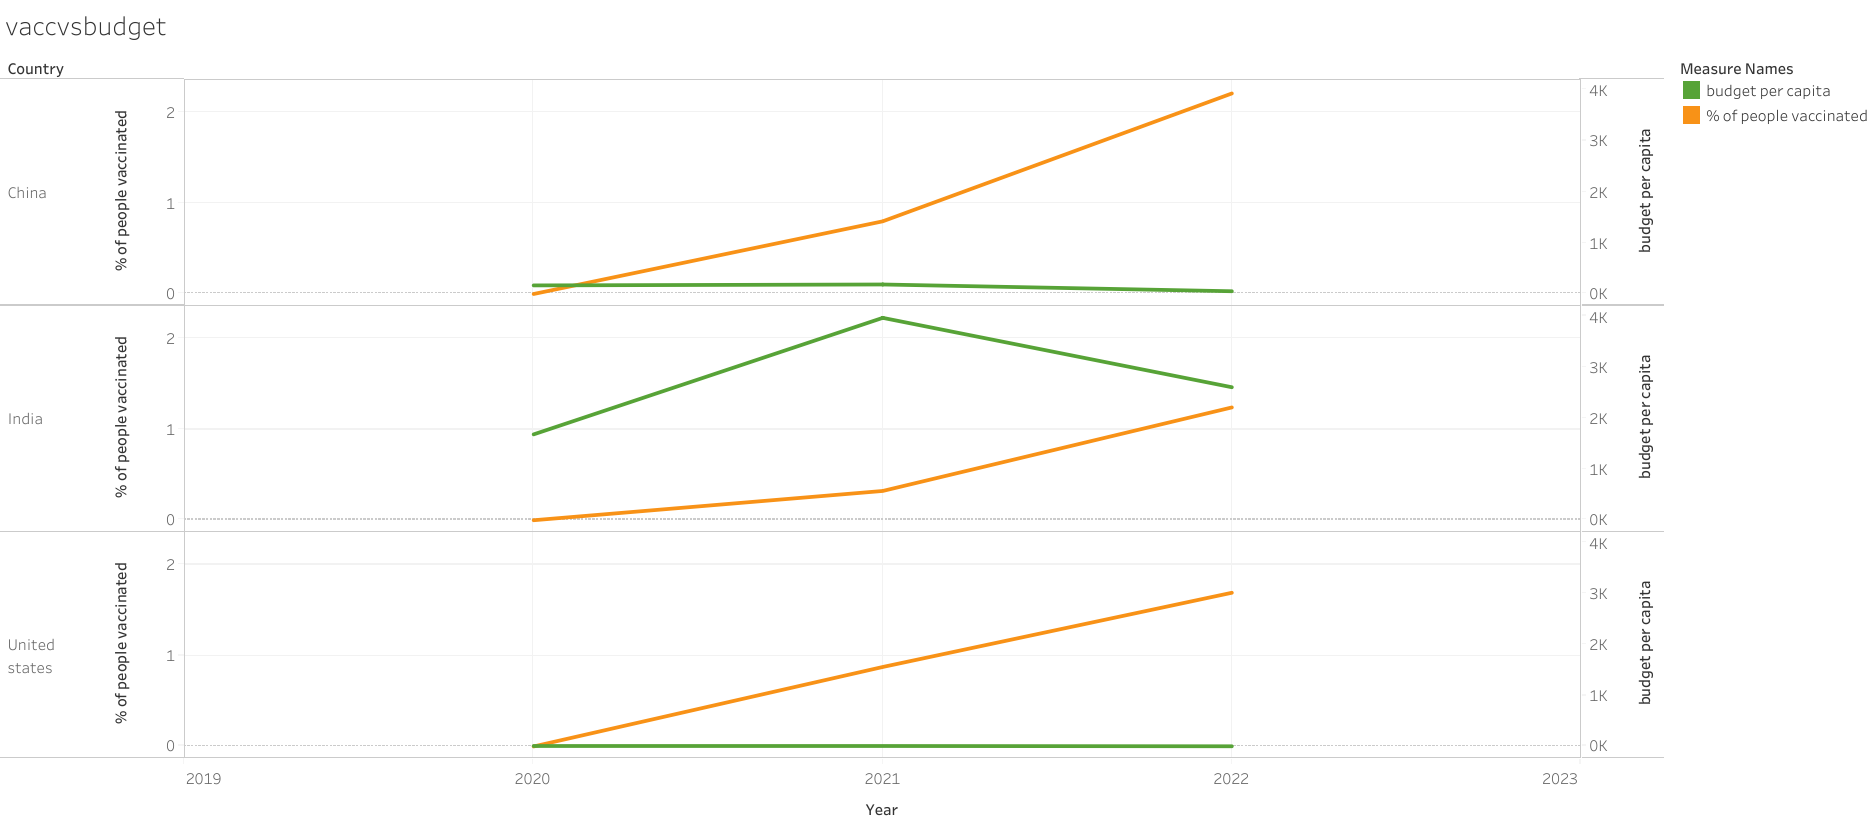 vaccvsbudget
Country
Measure Names
budget per capita
% of people vaccinated
China
% of people vaccinated
2
1
0
4K
3K
2K
1K
0K
budget per capita
India
% of people vaccinated
2
1
0
4K
3K
2K
1K
0K
budget per capita
United
states
% of people vaccinated
2
1
0
4K
3K
2K
1K
0K
budget per capita
2019 2020 2021 2022 2023
Year